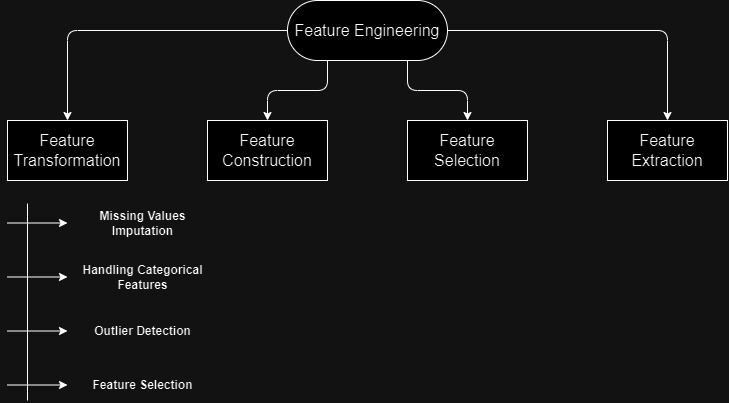 Feature Engineering
Feature
Transformation
Feature
Construction
Feature
Selection
Feature
Extraction
Missing Values
Imputation
Handling Categorical
Features
Outlier Detection
Feature Selection